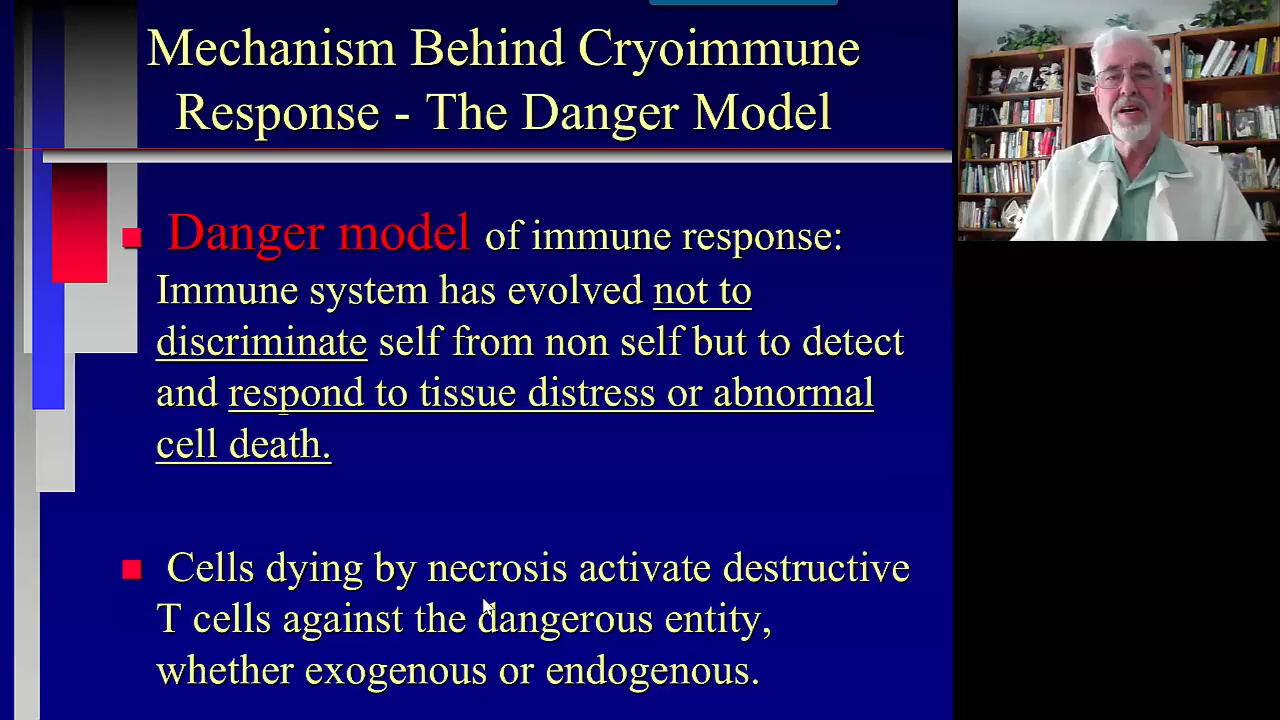 Mechanism Behind Cryoimmune
Response - The Danger Model
Danger model of immune response:
Immune system has evolved not to
discriminate self from non self but to detect
and respond to tissue distress or abnormal
cell death.
Cells dying by necrosis activate destructive
T cells against the dangerous entity,
whether exogenous or endogenous.